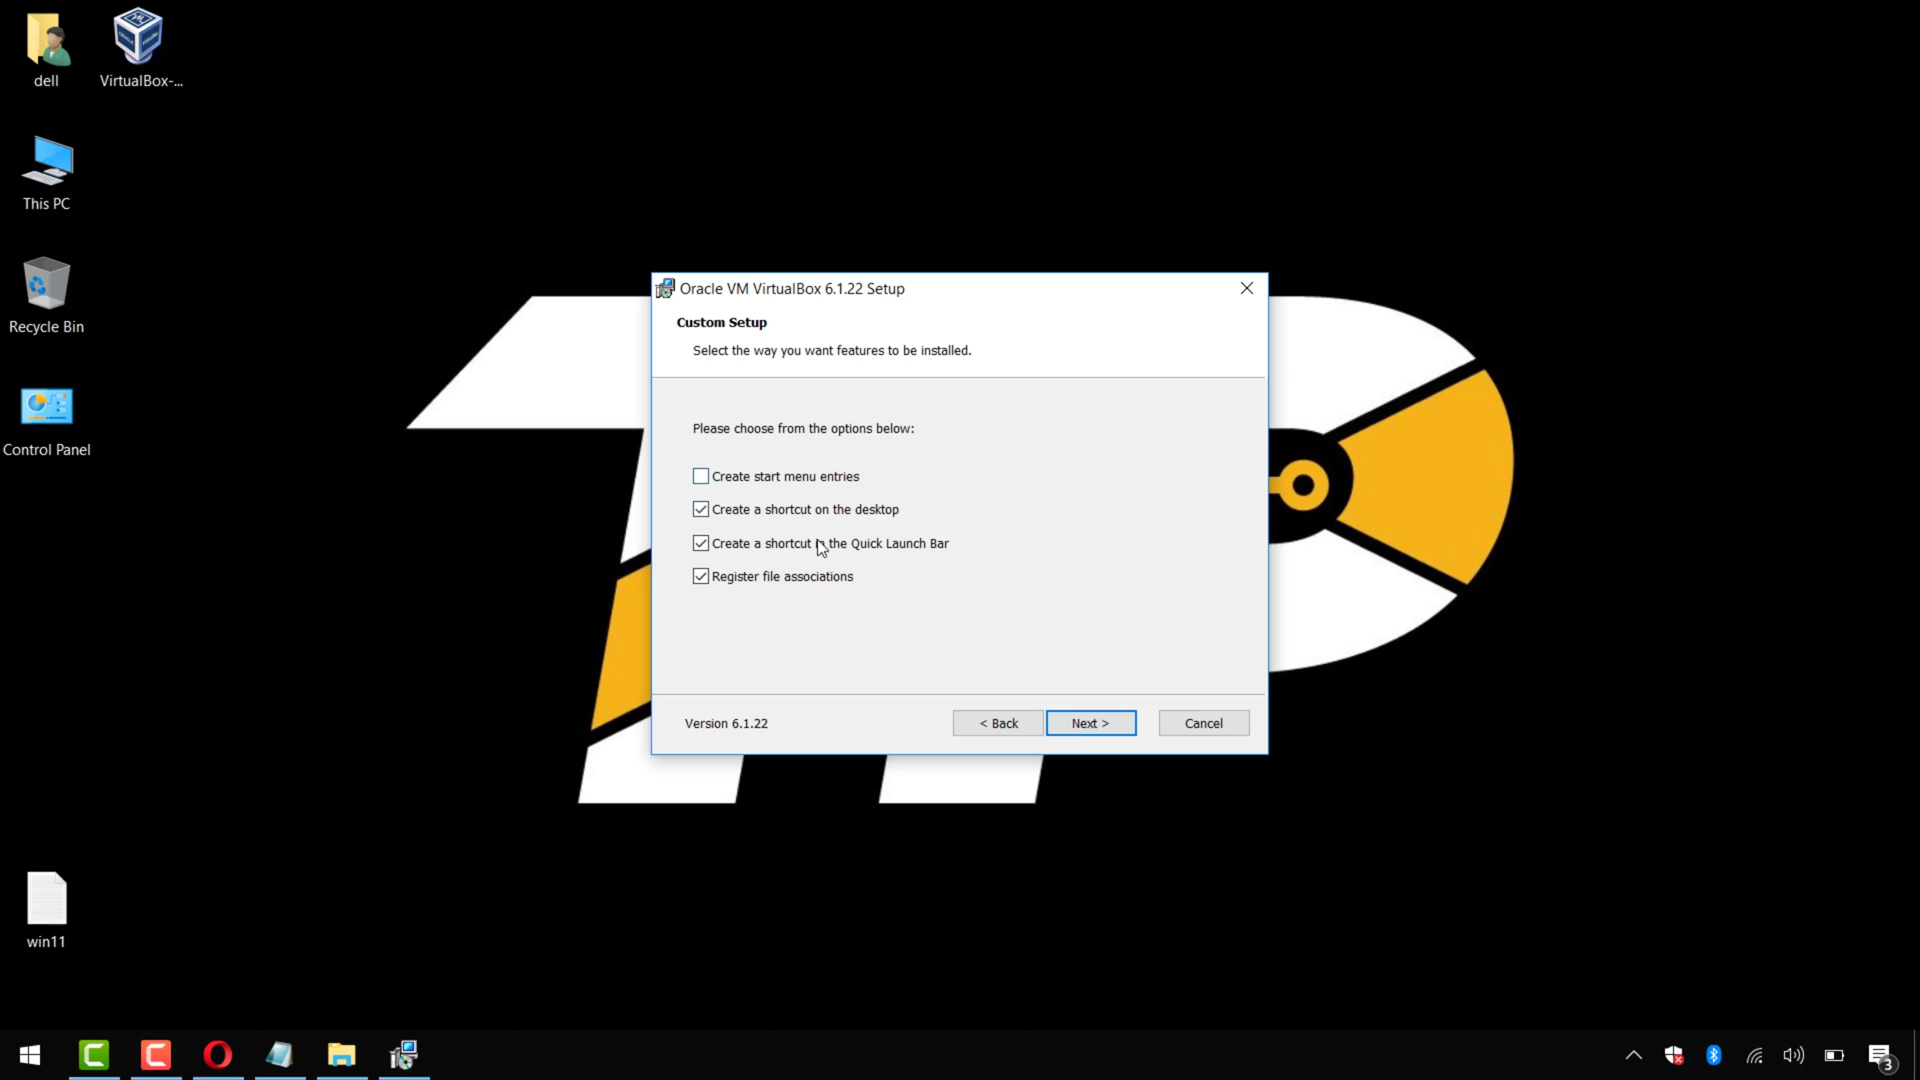 dell
VirtualBox-...
This PC
Recycle Bin
Control Panel
win11
Oracle VM VirtualBox 6.1.22 Setup
Custom Setup
Select the way you want features to be installed.
Please choose from the options below:
Create start menu entries
Create a shortcut on the desktop
Create a shortcut in the Quick Launch Bar
Register file associations
Version 6.1.22
< Back
Next >
Cancel
3